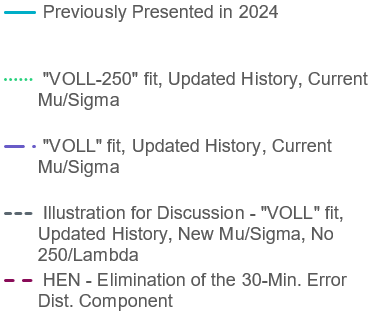 Previously Presented in 2024
"VOLL-250" fit, Updated History, Current
Mu/Sigma
"VOLL" fit, Updated History, Current
Mu/Sigma
Illustration for Discussion - "VOLL" fit,
Updated History, New Mu/Sigma, No
250/Lambda
HEN - Elimination of the 30-Min. Error
Dist. Component